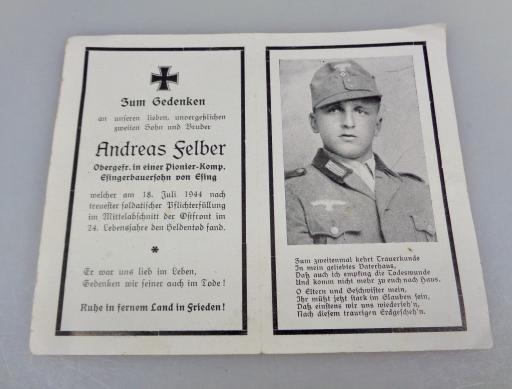 Zum Gedenken
an unseren lieben, unvergeßlichen
zweiten Sohn und Bruder
Andreas Felber
Obergefr. in einer Pionier-Komp.
Esingerbauersohn von Esing
welcher am 18. Juli 1944 nach
treuester soldatischer Pflichterfüllung
im Mittelabschnitt der Ostfront im
24. Lebensjahre den Heldentod fand.
*
Er war uns lieb im Leben,
Gedenken wir seiner auch im Tode!
Ruhe in fernem Land in Frieden!
Zum zweitenmal kehrt Trauerkunde
In mein geliebtes Vaterhaus,
Daß auch ich empfing die Todeswunde
Und komm nicht mehr zu euch nach Haus.
O Eltern und Geschwister mein,
Ihr müßt jetzt stark im Glauben sein,
Daß einstens wir uns wiederseh'n,
Nach diesem traurigen Erdgescheh'n.